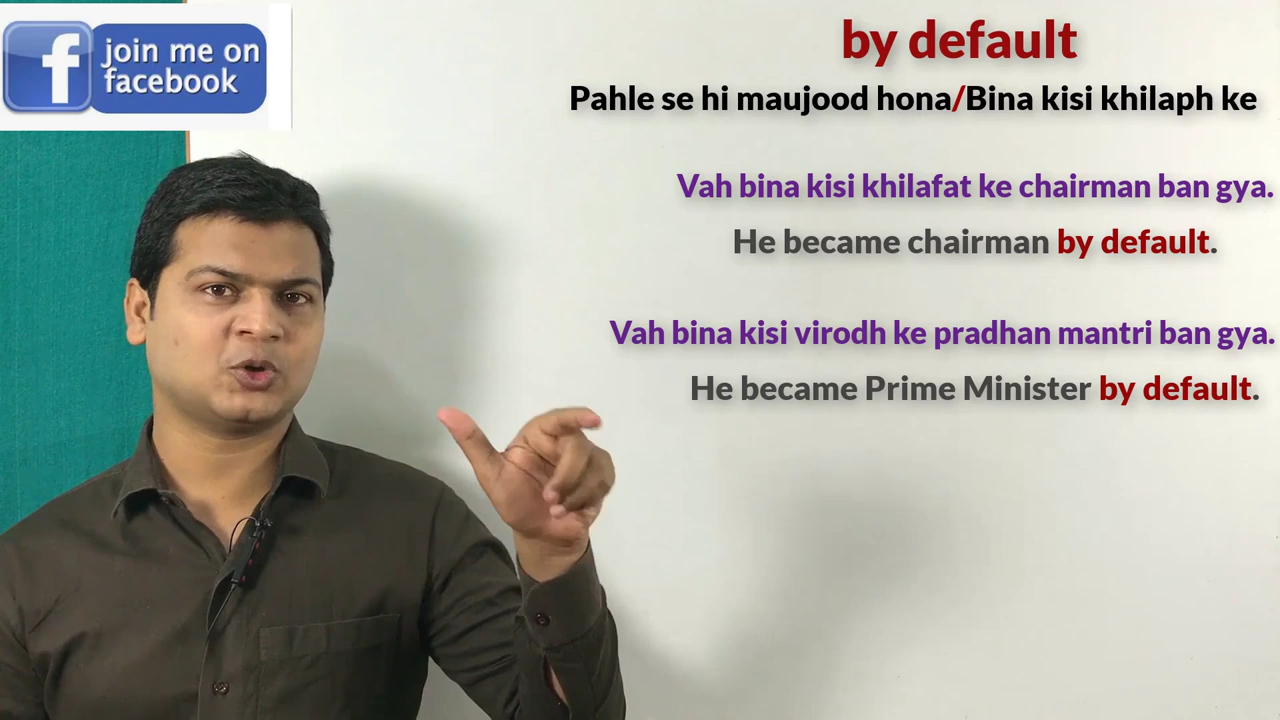 f join me on
facebook
by default
Pahle se hi maujood hona/Bina kisi khilaph ke
Vah bina kisi khilafat ke chairman ban gya.
He became chairman by default.
Vah bina kisi virodh ke pradhan mantri ban gya.
He became Prime Minister by default.